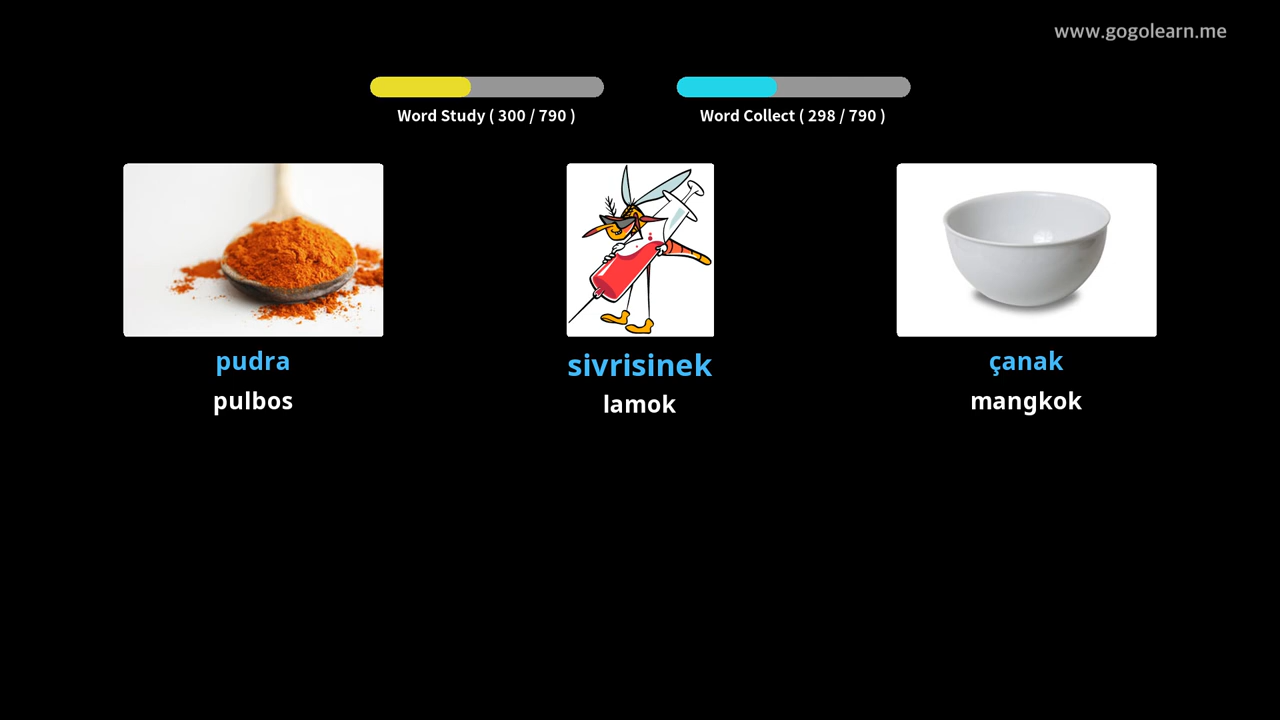 www.gogolearn.me
Word Study ( 300 / 790 )
Word Collect ( 298 / 790 )
pudra
sivrisinek
çanak
pulbos
lamok
mangkok